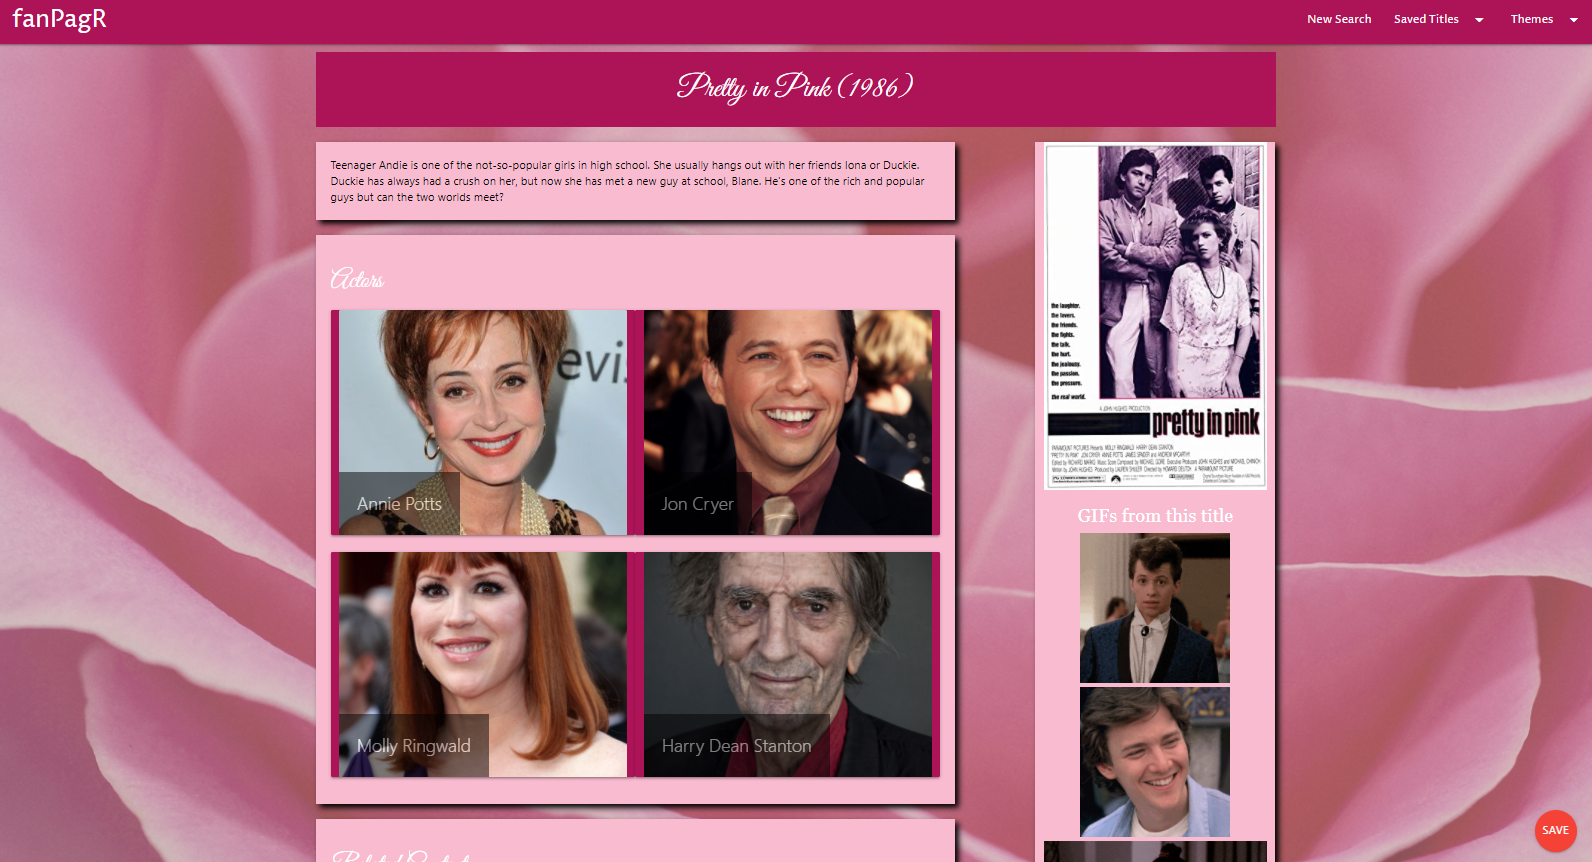 fanPagR
New Search
Saved Titles
Themes
Pretty in Pink (1986)
Teenager Andie is one of the not-so-popular girls in high school. She usually hangs out with her friends Iona or Duckie.
Duckie has always had a crush on her, but now she has met a new guy at school, Blane. He's one of the rich and popular
guys but can the two worlds meet?
Actors
evi
Annie Potts
Jon Cryer
Molly Ringwald
Harry Dean Stanton
the laughter.
the lovers.
the friends.
the fights.
the talk.
the hurt.
the jealousy.
the passion.
the pressure.
the real world.
A JOHN HUGHES PRODUCTION
pretty in pink
GIFs from this title
SAVE